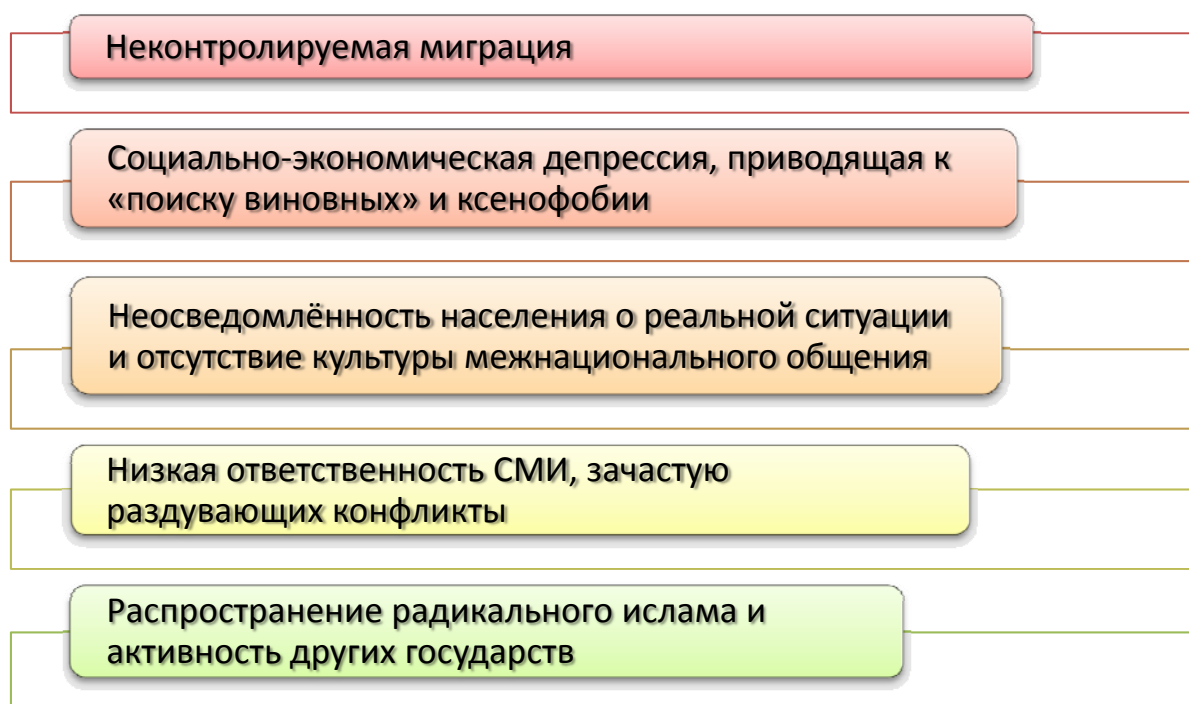 Неконтролируемая миграция
Социально-экономическая депрессия, приводящая к
«поиску виновных» и ксенофобии
Неосведомлённость населения о реальной ситуации
и отсутствие культуры межнационального общения
Низкая ответственность СМИ, зачастую
раздувающих конфликты
Распространение радикального ислама и
активность других государств